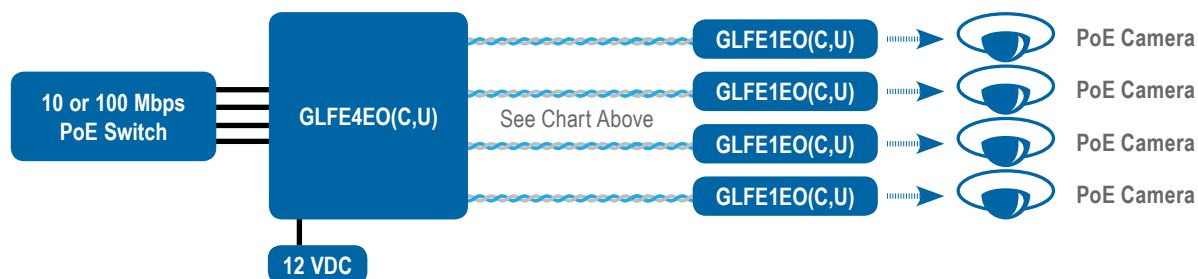 10 or 100 Mbps
PoE Switch
GLFE4EO(C,U)
12 VDC
See Chart Above
GLFE1EO(C,U)
PoE Camera
GLFE1EO(C,U)
PoE Camera
GLFE1EO(C,U)
PoE Camera
GLFE1EO(C,U)
PoE Camera